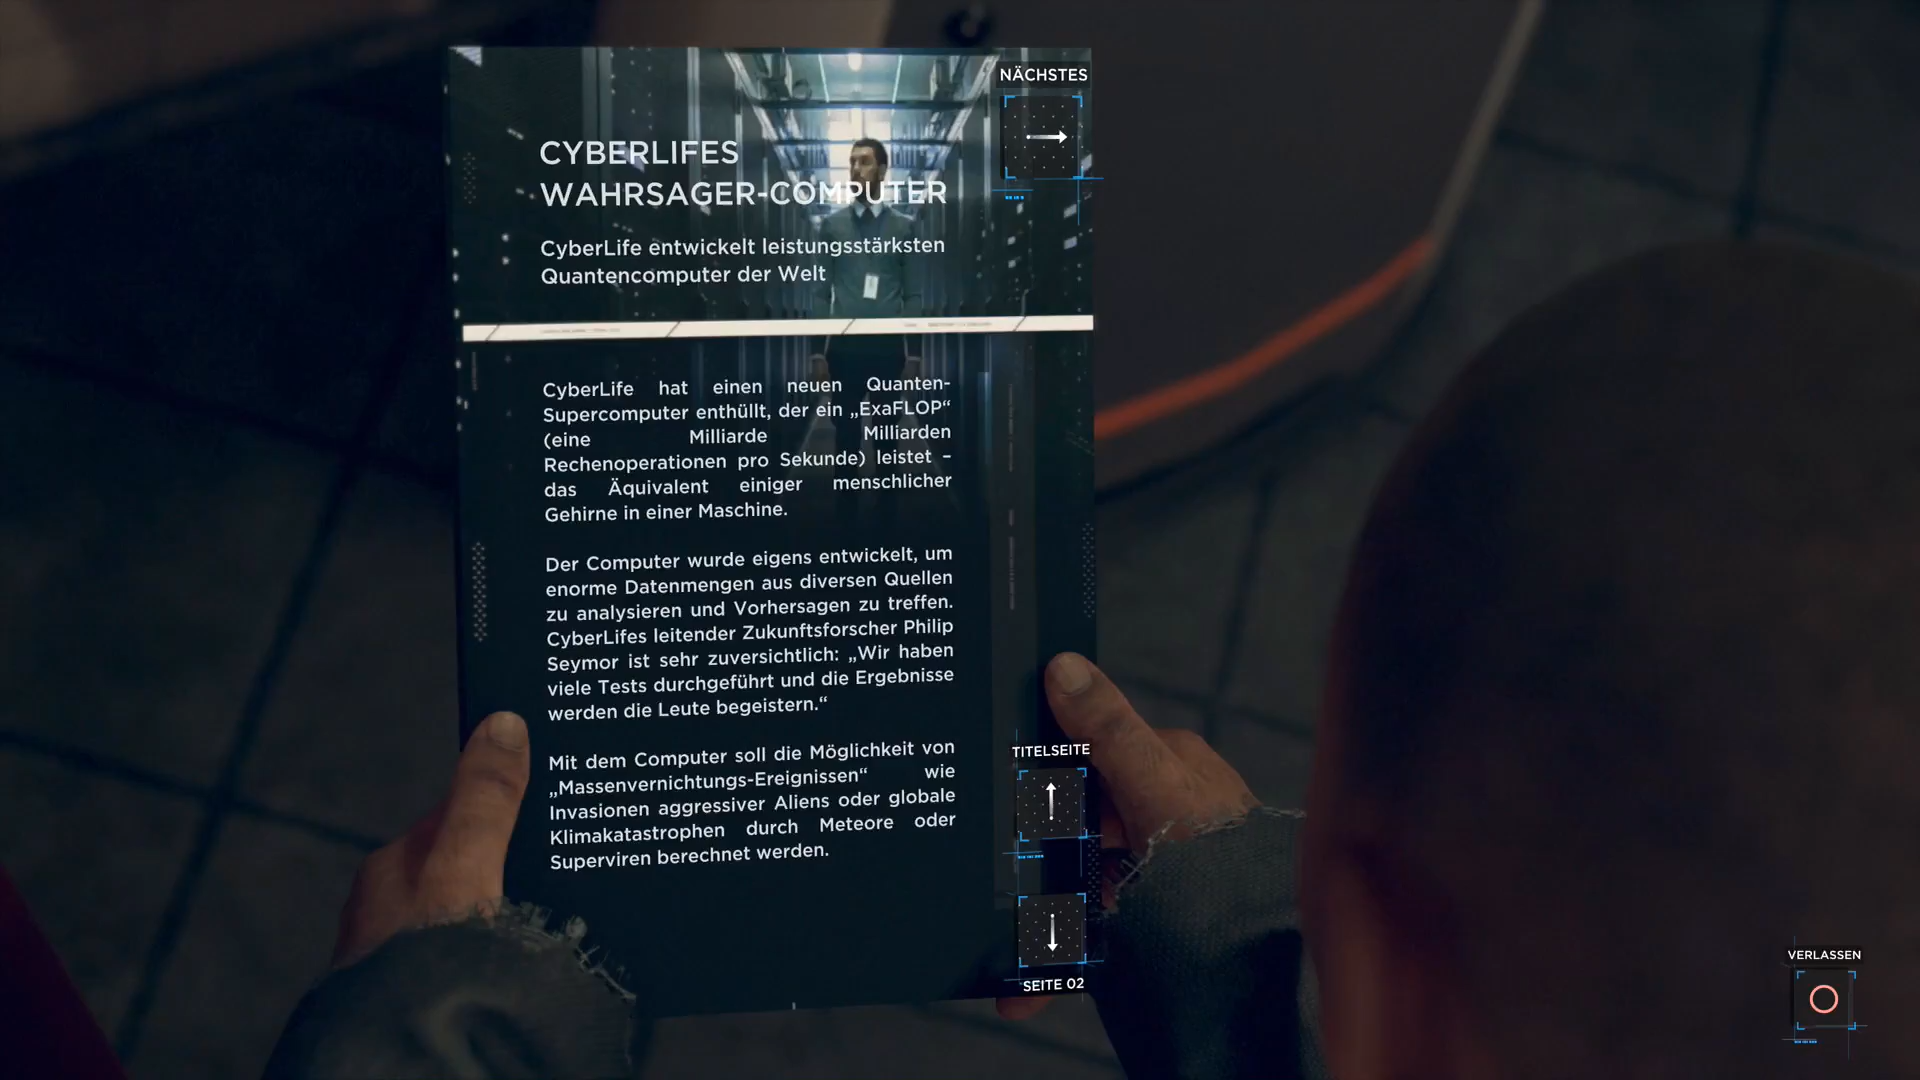 NÄCHSTES
CYBERLIFES
WAHRSAGER-COMPUTER
CyberLife entwickelt leistungsstärksten
Quantencomputer der Welt
CyberLife hat einen neuen Quanten-
Supercomputer enthüllt, der ein „ExaFLOP“
(eine Milliarde Milliarden
Rechenoperationen pro Sekunde) leistet –
das Äquivalent einiger menschlicher
Gehirne in einer Maschine.
Der Computer wurde eigens entwickelt, um
enorme Datenmengen aus diversen Quellen
zu analysieren und Vorhersagen zu treffen.
CyberLifes leitender Zukunftsforscher Philip
Seymor ist sehr zuversichtlich: „Wir haben
viele Tests durchgeführt und die Ergebnisse
werden die Leute begeistern.“
Mit dem Computer soll die Möglichkeit von
„Massenvernichtungs-Ereignissen“ wie
Invasionen aggressiver Aliens oder globale
Klimakatastrophen durch Meteore oder
Superviren berechnet werden.
TITELSEITE
SEITE 02
VERLASSEN